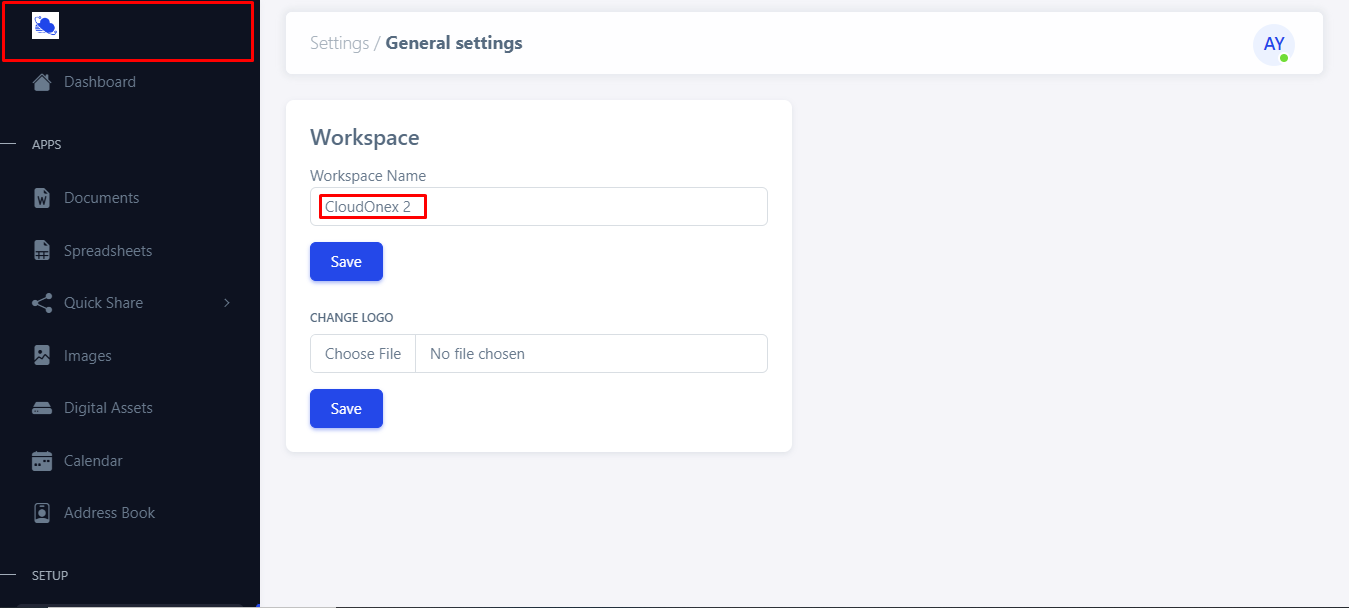 Dashboard
APPS
Documents
Spreadsheets
Quick Share
Images
Digital Assets
Calendar
Address Book
SETUP
Settings / General settings
AY
Workspace
Workspace Name
CloudOnex 2
Save
CHANGE LOGO
Choose File No file chosen
Save